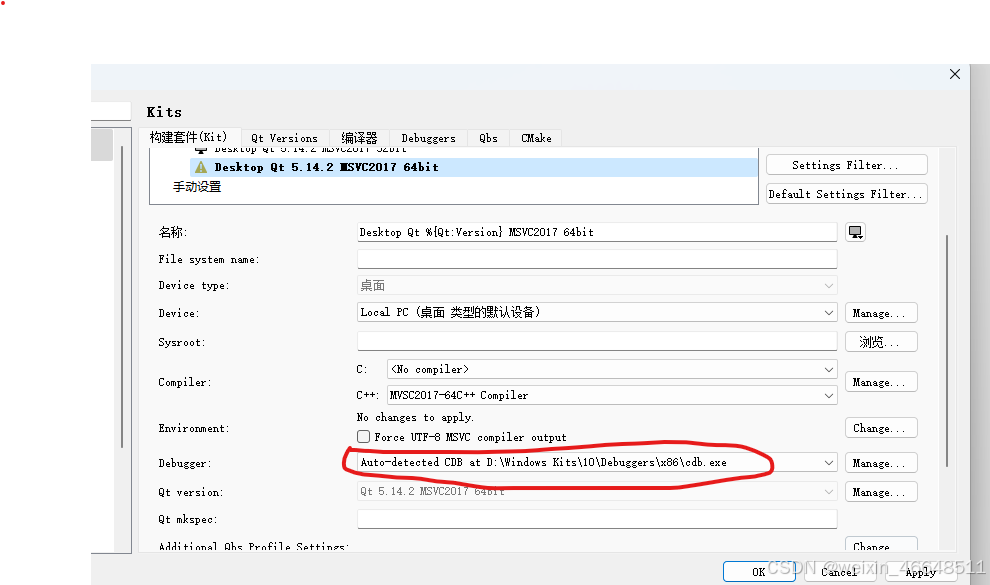 Kits
构建套件(Kit) Qt Versions 编译器 Debuggers Qbs CMake
Desktop Qt 5.14.2 MSVC2017 32bit
Desktop Qt 5.14.2 MSVC2017 64bit
手动设置
Settings Filter...
Default Settings Filter...
名称: Desktop Qt %{Qt:Version} MSVC2017 64bit
File system name:
Device type: 桌面
Device: Local PC (桌面 类型的默认设备) Manage...
Sysroot: 浏览...
Compiler: C: <No compiler> Manage...
C++: MVSC2017-64C++ Compiler
Environment: No changes to apply. Change...
Force UTF-8 MSVC compiler output
Debugger: Auto-detected CDB at D:\Windows Kits\10\Debuggers\x86\cdb.exe Manage...
Qt version: Qt 5.14.2 MSVC2017 64bit Manage...
Qt mkspec:
Additional Qbs Profile Settings: Change...
OK Cancel Apply
CSDN @weixin_46648511